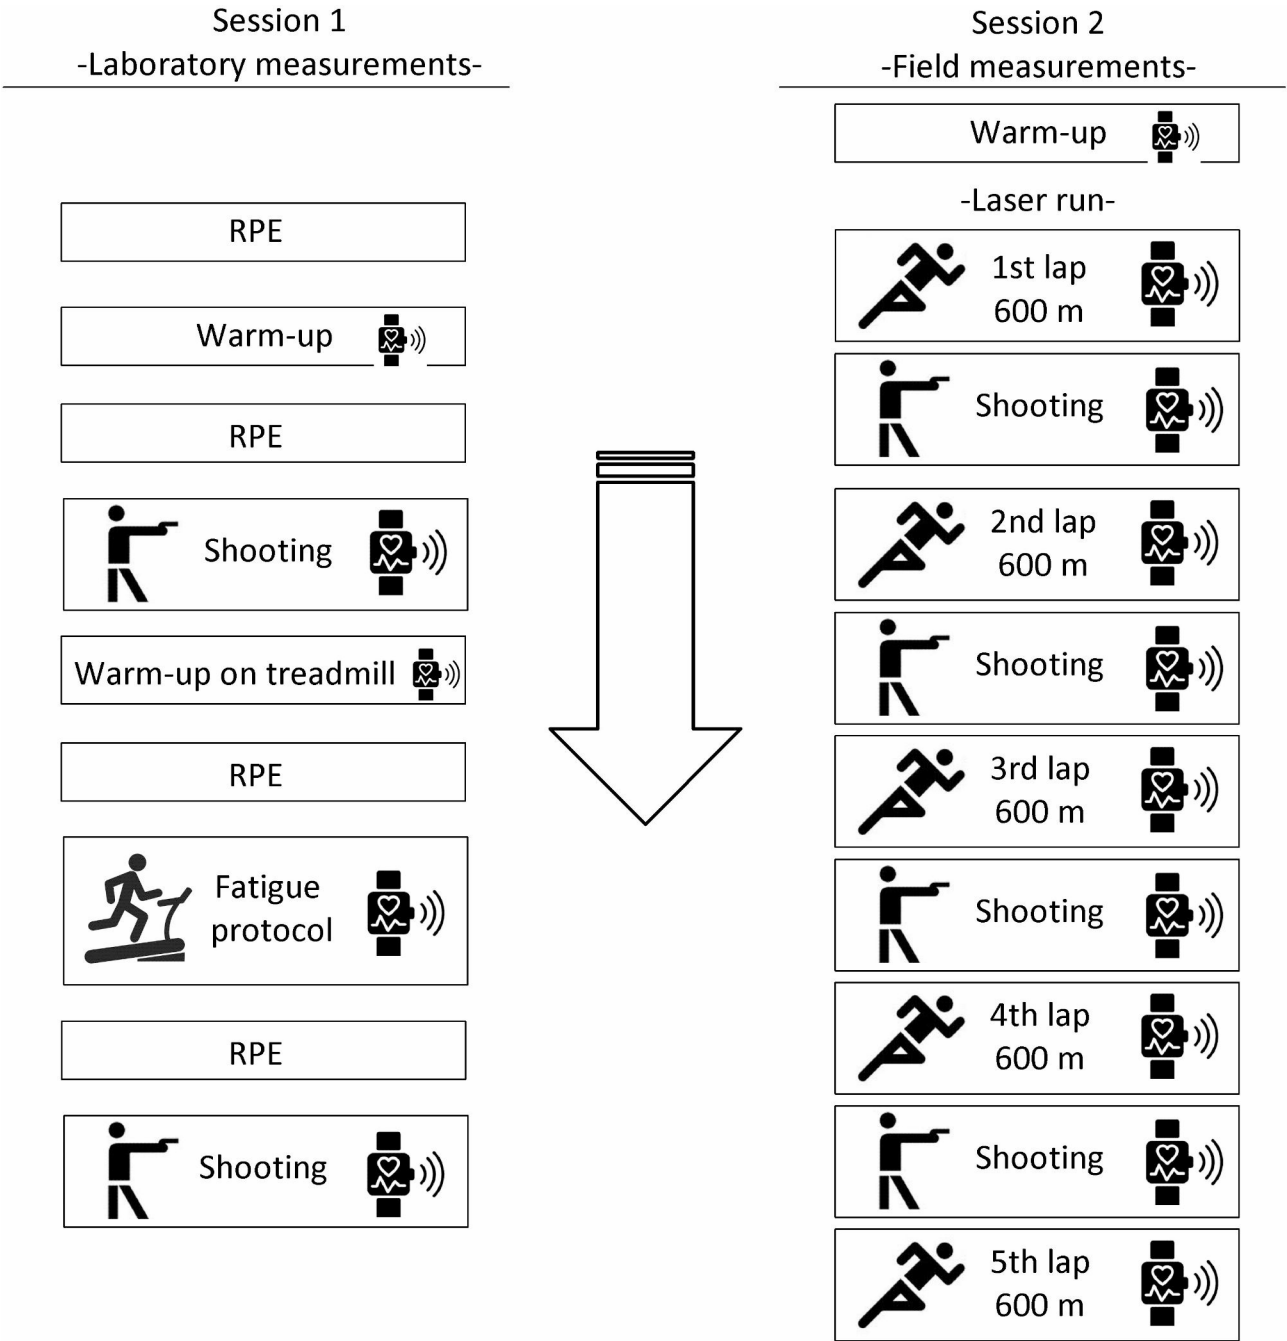 Session 1
-Laboratory measurements-
RPE
Warm-up
RPE
Shooting
Warm-up on treadmill
RPE
Fatigue
protocol
RPE
Shooting
Session 2
-Field measurements-
Warm-up
-Laser run-
1st lap
600 m
Shooting
2nd lap
600 m
Shooting
3rd lap
600 m
Shooting
4th lap
600 m
Shooting
5th lap
600 m